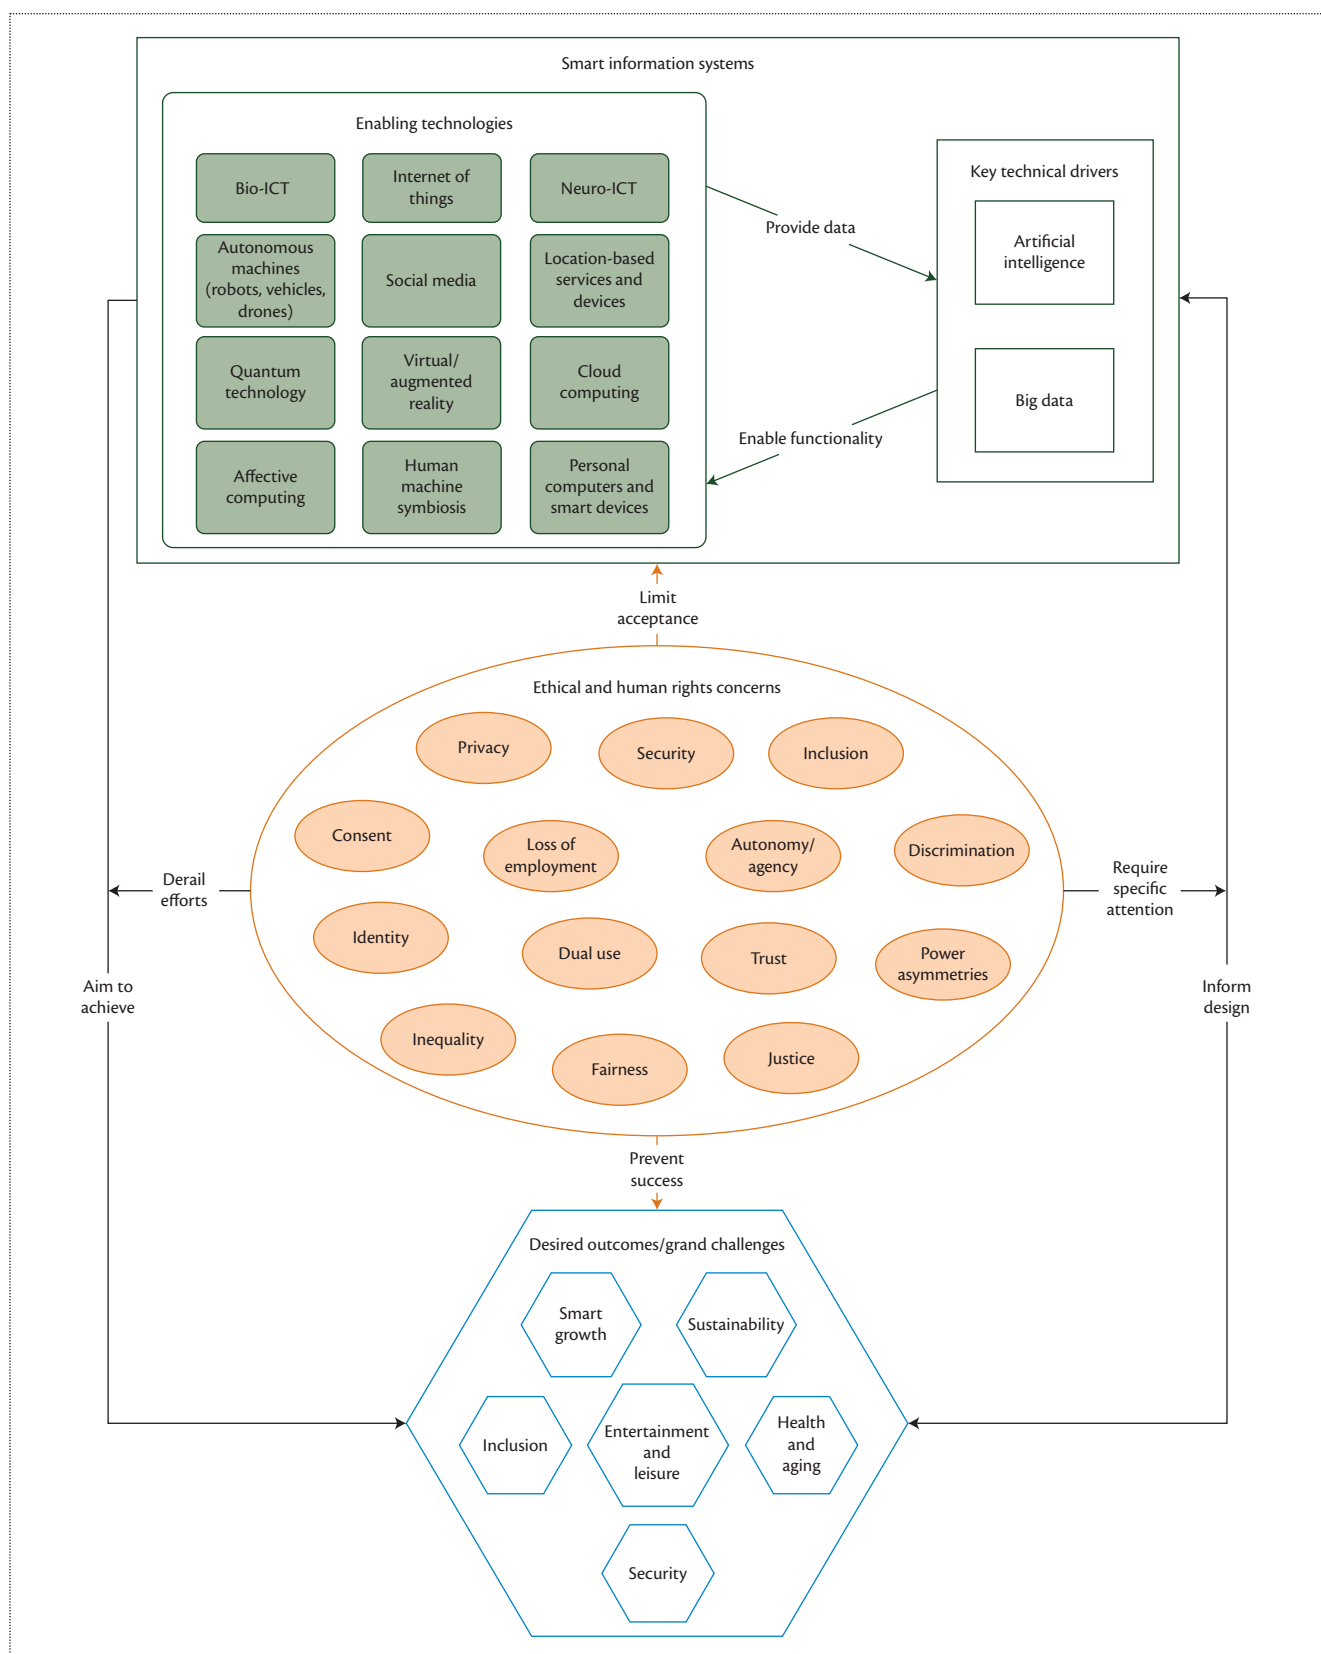 Smart information systems
Enabling technologies
Bio-ICT
Internet of
things
Neuro-ICT
Autonomous
machines
(robots, vehicles,
drones)
Social media
Location-based
services and
devices
Quantum
technology
Virtual/
augmented
reality
Cloud
computing
Affective
computing
Human
machine
symbiosis
Personal
computers and
smart devices
Provide data
Enable functionality
Key technical drivers
Artificial
intelligence
Big data
Limit
acceptance
Ethical and human rights concerns
Privacy
Security
Inclusion
Consent
Loss of
employment
Autonomy/
agency
Discrimination
Derail
efforts
Require
specific
attention
Identity
Dual use
Trust
Power
asymmetries
Aim to
achieve
Inform
design
Inequality
Fairness
Justice
Prevent
success
Desired outcomes/grand challenges
Smart
growth
Sustainability
Inclusion
Entertainment
and
leisure
Health
and
aging
Security